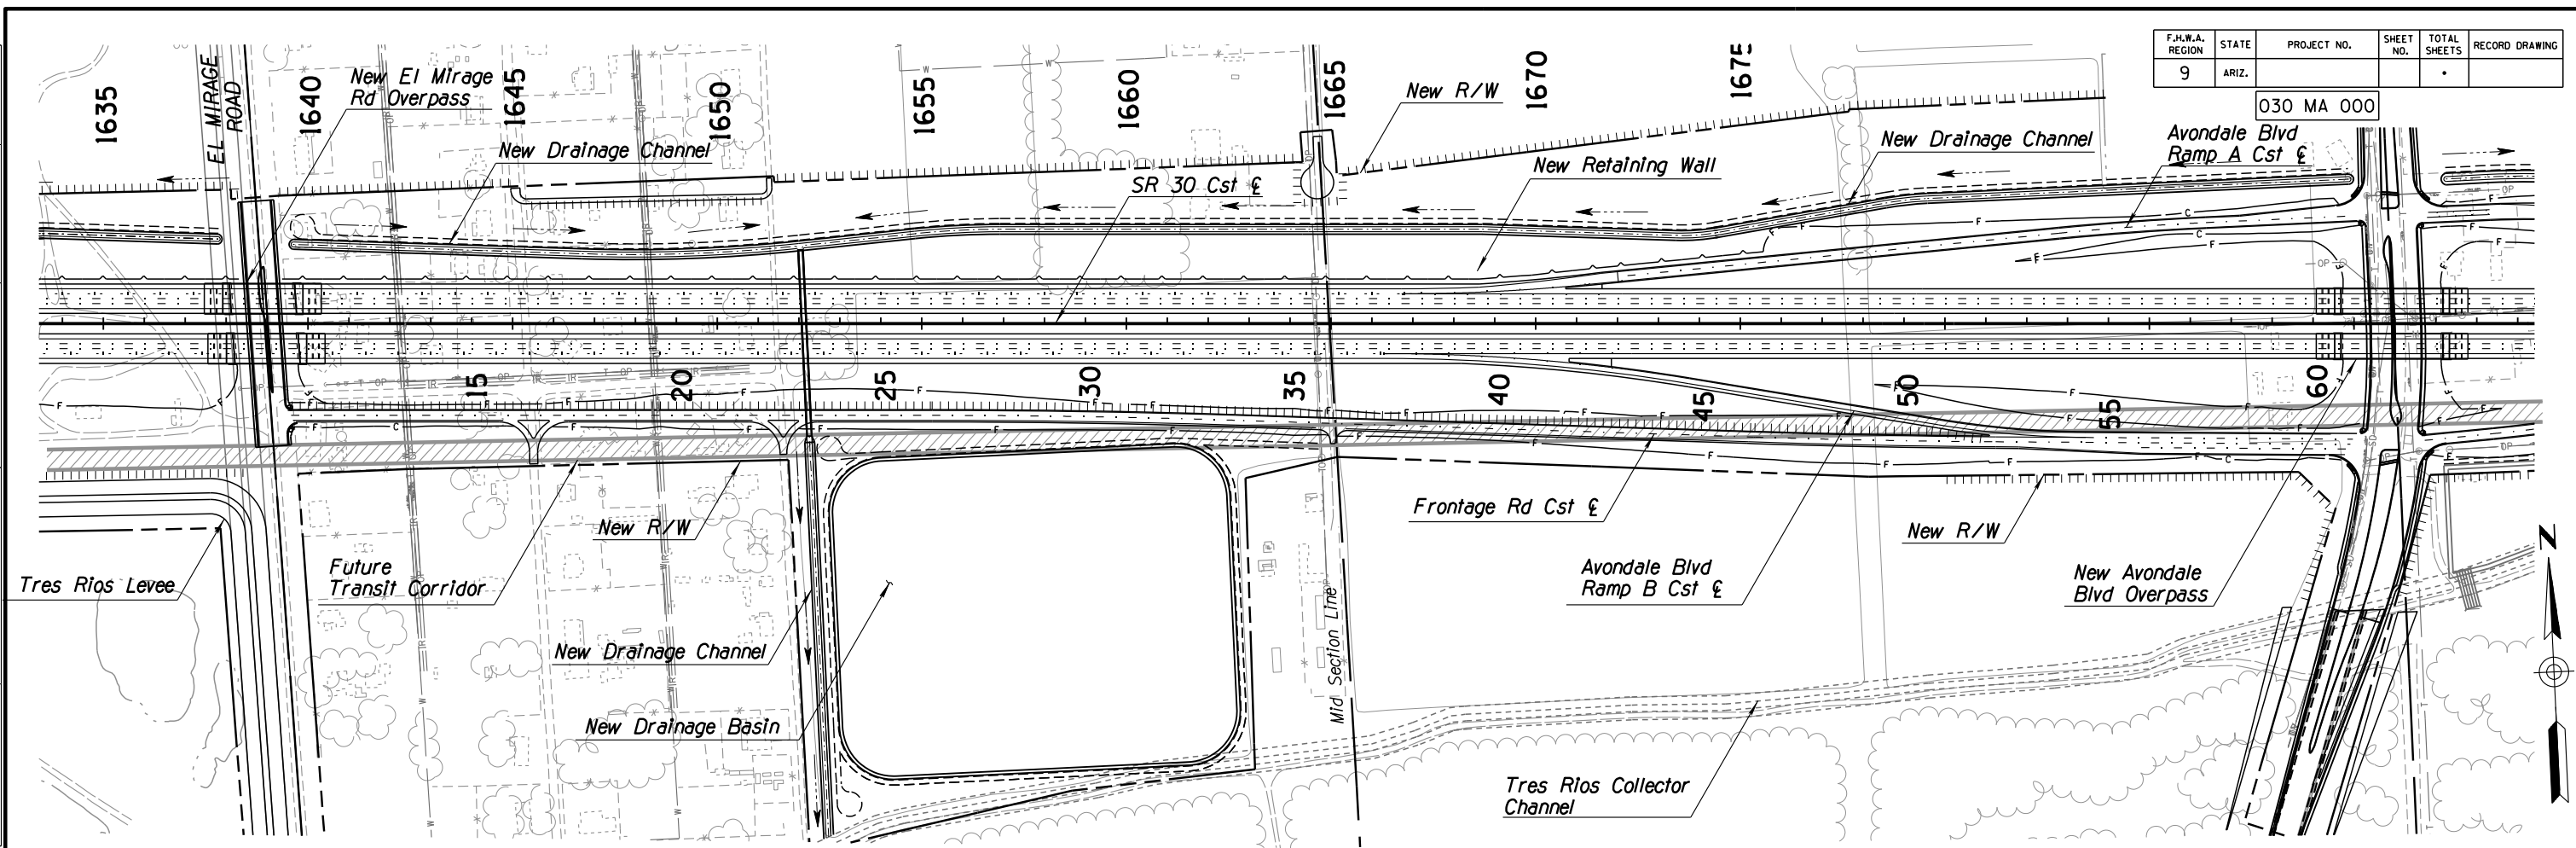 F.H.W.A. REGION
STATE
PROJECT NO.
SHEET NO.
TOTAL SHEETS
RECORD DRAWING
9
ARIZ.
030 MA 000
1635
EL MIRAGE
ROAD
1640
1645
1650
1655
1660
1665
1670
1675
New El Mirage
Rd Overpass
New Drainage Channel
SR 30 Cst ℄
New R/W
New Retaining Wall
New Drainage Channel
Avondale Blvd
Ramp A Cst ℄
15
20
25
30
35
40
45
50
55
60
Tres Rios Levee
Future
Transit Corridor
New R/W
New Drainage Channel
New Drainage Basin
Mid Section Line
Frontage Rd Cst ℄
Avondale Blvd
Ramp B Cst ℄
New R/W
New Avondale
Blvd Overpass
Tres Rios Collector
Channel
N